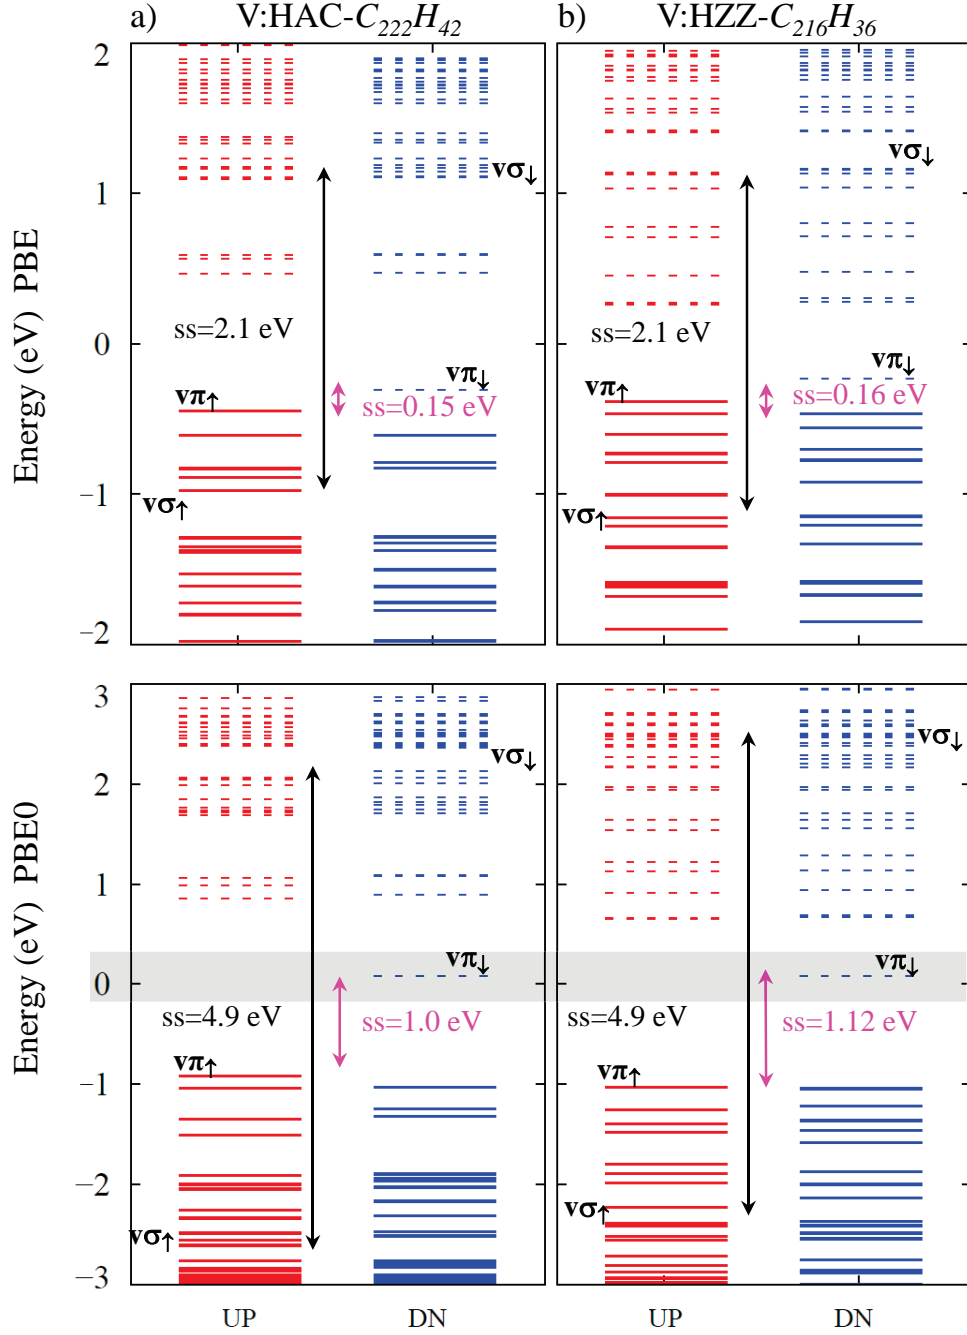 a) V:HAC-C₂₂₂H₄₂
b) V:HZZ-C₂₁₆H₃₆
Energy (eV) PBE
2
1
0
−1
−2
vσ↓
ss=2.1 eV
vπ↓
vπ↑
ss=0.15 eV
vσ↑
vσ↓
ss=2.1 eV
vπ↓
vπ↑
ss=0.16 eV
vσ↑
Energy (eV) PBE0
3
2
1
0
−1
−2
−3
vσ↓
vπ↓
ss=4.9 eV
ss=1.0 eV
vπ↑
vσ↑
vσ↓
vπ↓
ss=4.9 eV
ss=1.12 eV
vπ↑
vσ↑
UP DN
UP DN